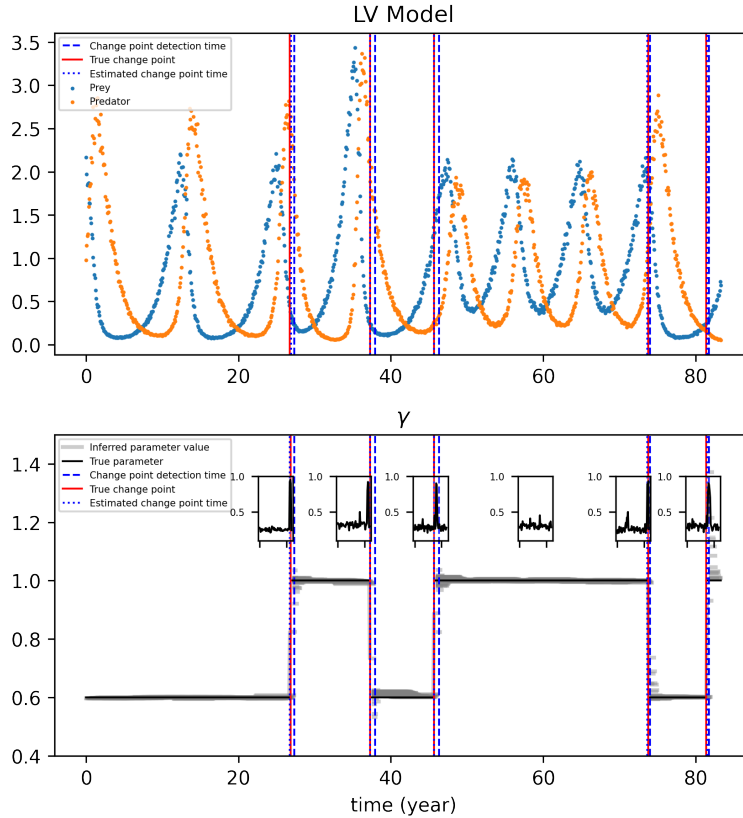 LV Model
3.5
3.0
2.5
2.0
1.5
1.0
0.5
0.0
Change point detection time
True change point
Estimated change point time
Prey
Predator
0
20
40
60
80
γ
1.4
1.2
1.0
0.8
0.6
0.4
Inferred parameter value
True parameter
Change point detection time
True change point
Estimated change point time
1.0
0.5
1.0
0.5
1.0
0.5
1.0
0.5
1.0
0.5
1.0
0.5
0
20
40
60
80
time (year)